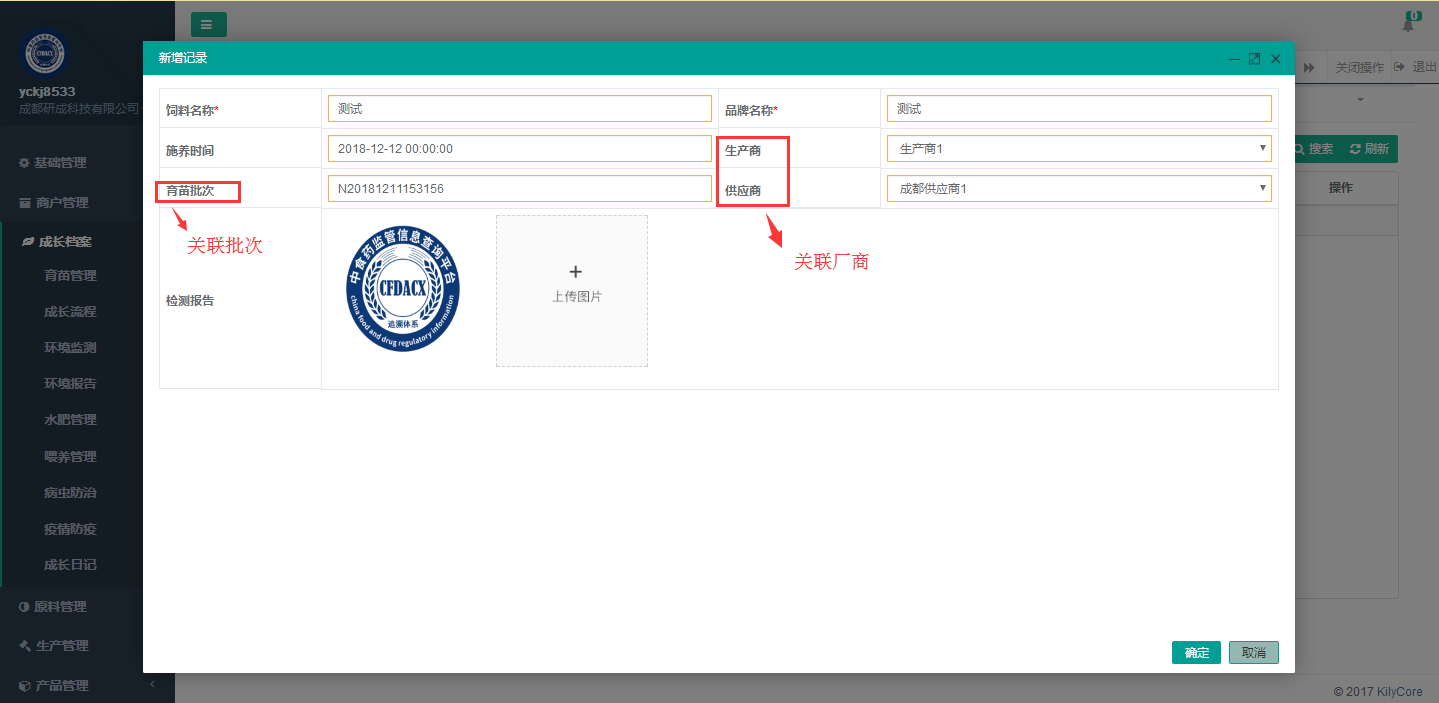 0
yckj8533
成都研成科技有限公司
关闭操作
退出
基础管理
商户管理
成长档案
育苗管理
成长流程
环境监测
环境报告
水肥管理
喂养管理
病虫防治
疫情防疫
成长日记
原料管理
生产管理
产品管理
搜索
刷新
操作
新增记录
饲料名称*
测试
品牌名称*
测试
施养时间
2018-12-12 00:00:00
生产商
生产商1
育苗批次
N20181211153156
供应商
成都供应商1
关联批次
关联厂商
检测报告
中食药监管信息查询平台
CFDACX
追溯体系
china food and drug regulatory information
上传图片
确定
取消
© 2017 KilyCore